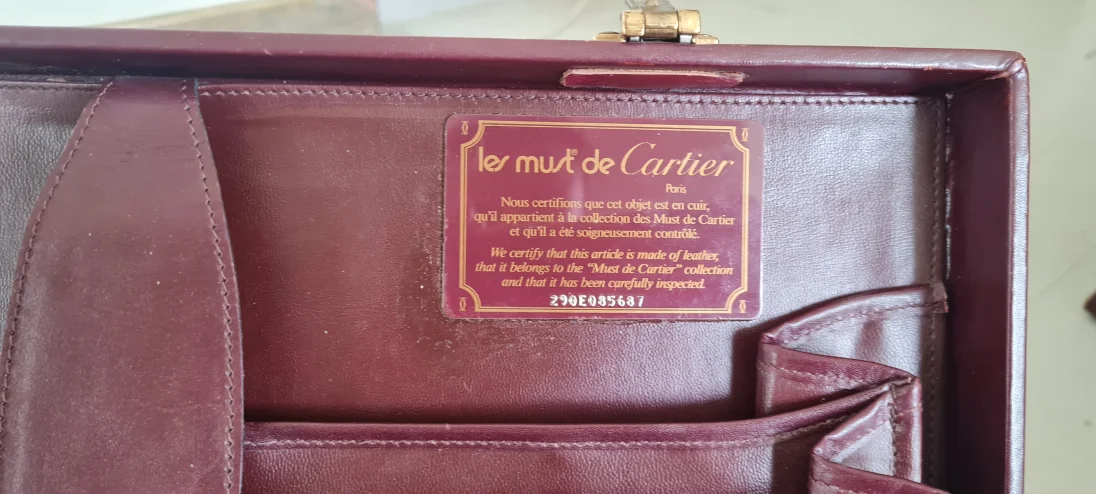 les must de Cartier
Paris
Nous certifions que cet objet est en cuir,
qu'il appartient à la collection des Must de Cartier
et qu'il a été soigneusement contrôlé.
We certify that this article is made of leather,
that it belongs to the "Must de Cartier" collection
and that it has been carefully inspected.
290E085687